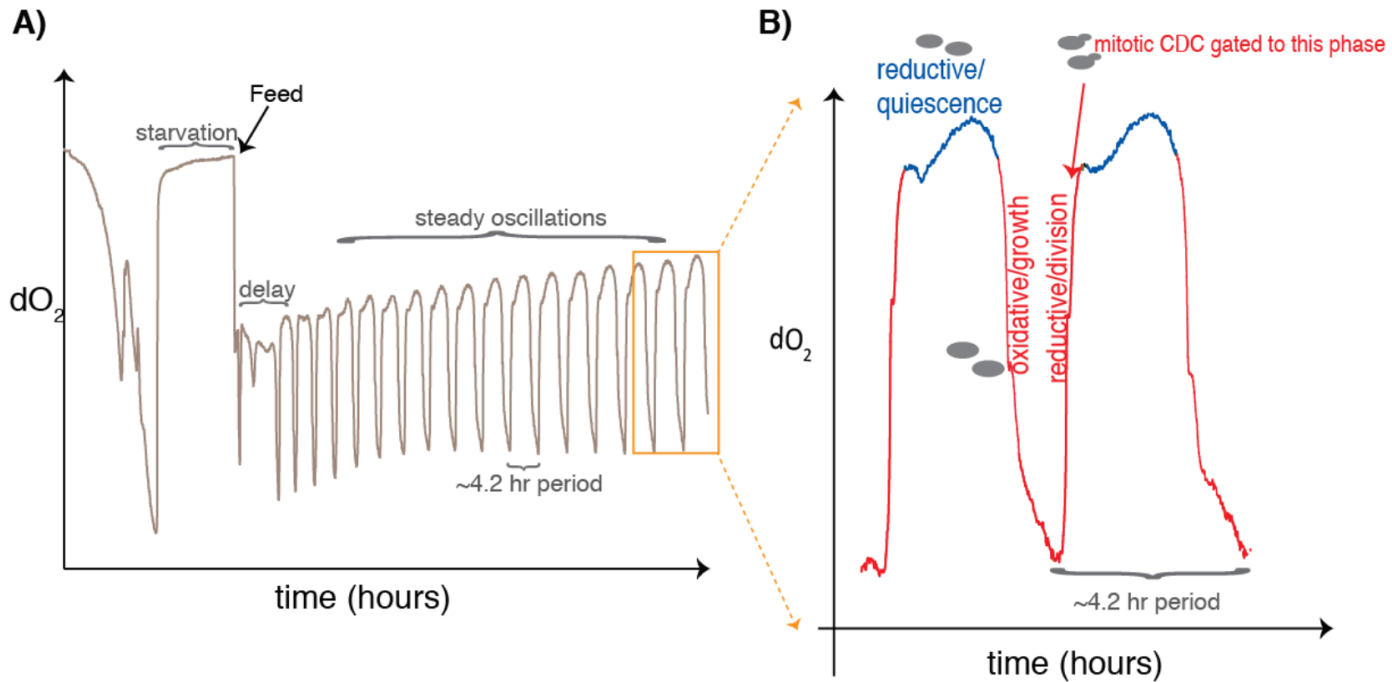 A)
Feed
starvation
steady oscillations
delay
dO2
~4.2 hr period
time (hours)
B)
mitotic CDC gated to this phase
reductive/
quiescence
oxidative/growth
reductive/division
dO2
~4.2 hr period
time (hours)